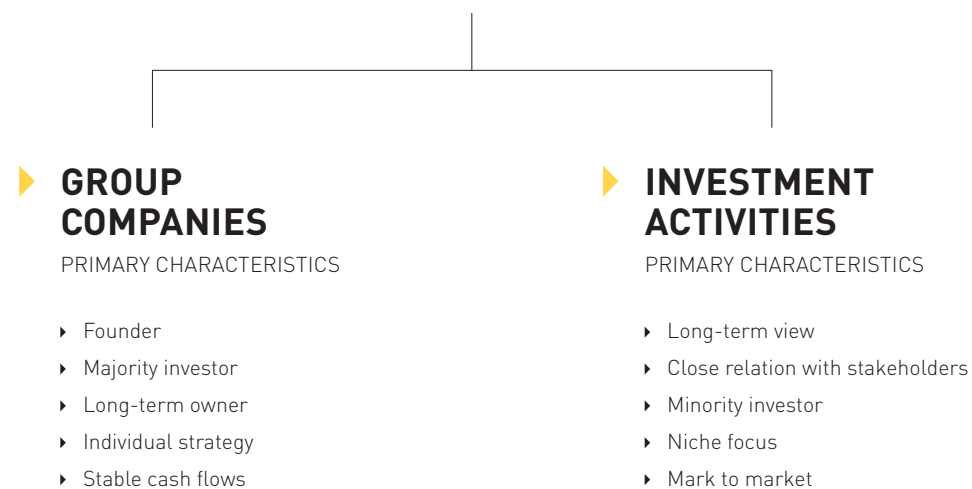 GROUP
COMPANIES
PRIMARY CHARACTERISTICS
Founder
Majority investor
Long-term owner
Individual strategy
Stable cash flows
INVESTMENT
ACTIVITIES
PRIMARY CHARACTERISTICS
Long-term view
Close relation with stakeholders
Minority investor
Niche focus
Mark to market